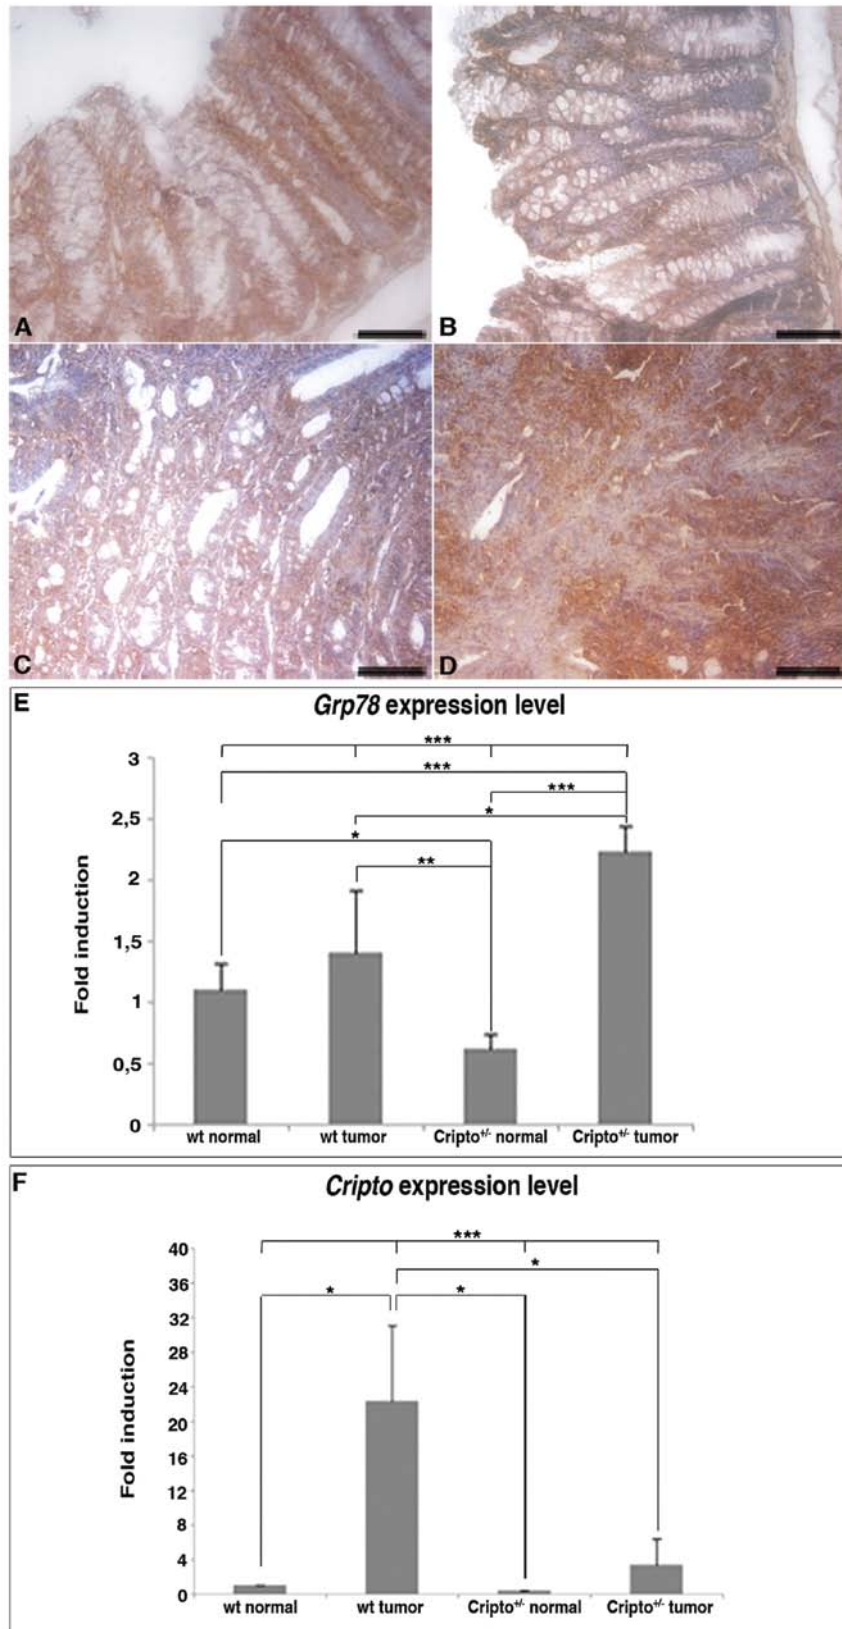 A
B
C
D
E
Grp78 expression level
***
***
***
*
*
**
3
2,5
2
1,5
1
0,5
0
Fold induction
wt normal
wt tumor
Cripto+/- normal
Cripto+/- tumor
F
Cripto expression level
***
*
*
*
40
36
32
28
24
20
16
12
8
4
0
Fold induction
wt normal
wt tumor
Cripto+/- normal
Cripto+/- tumor